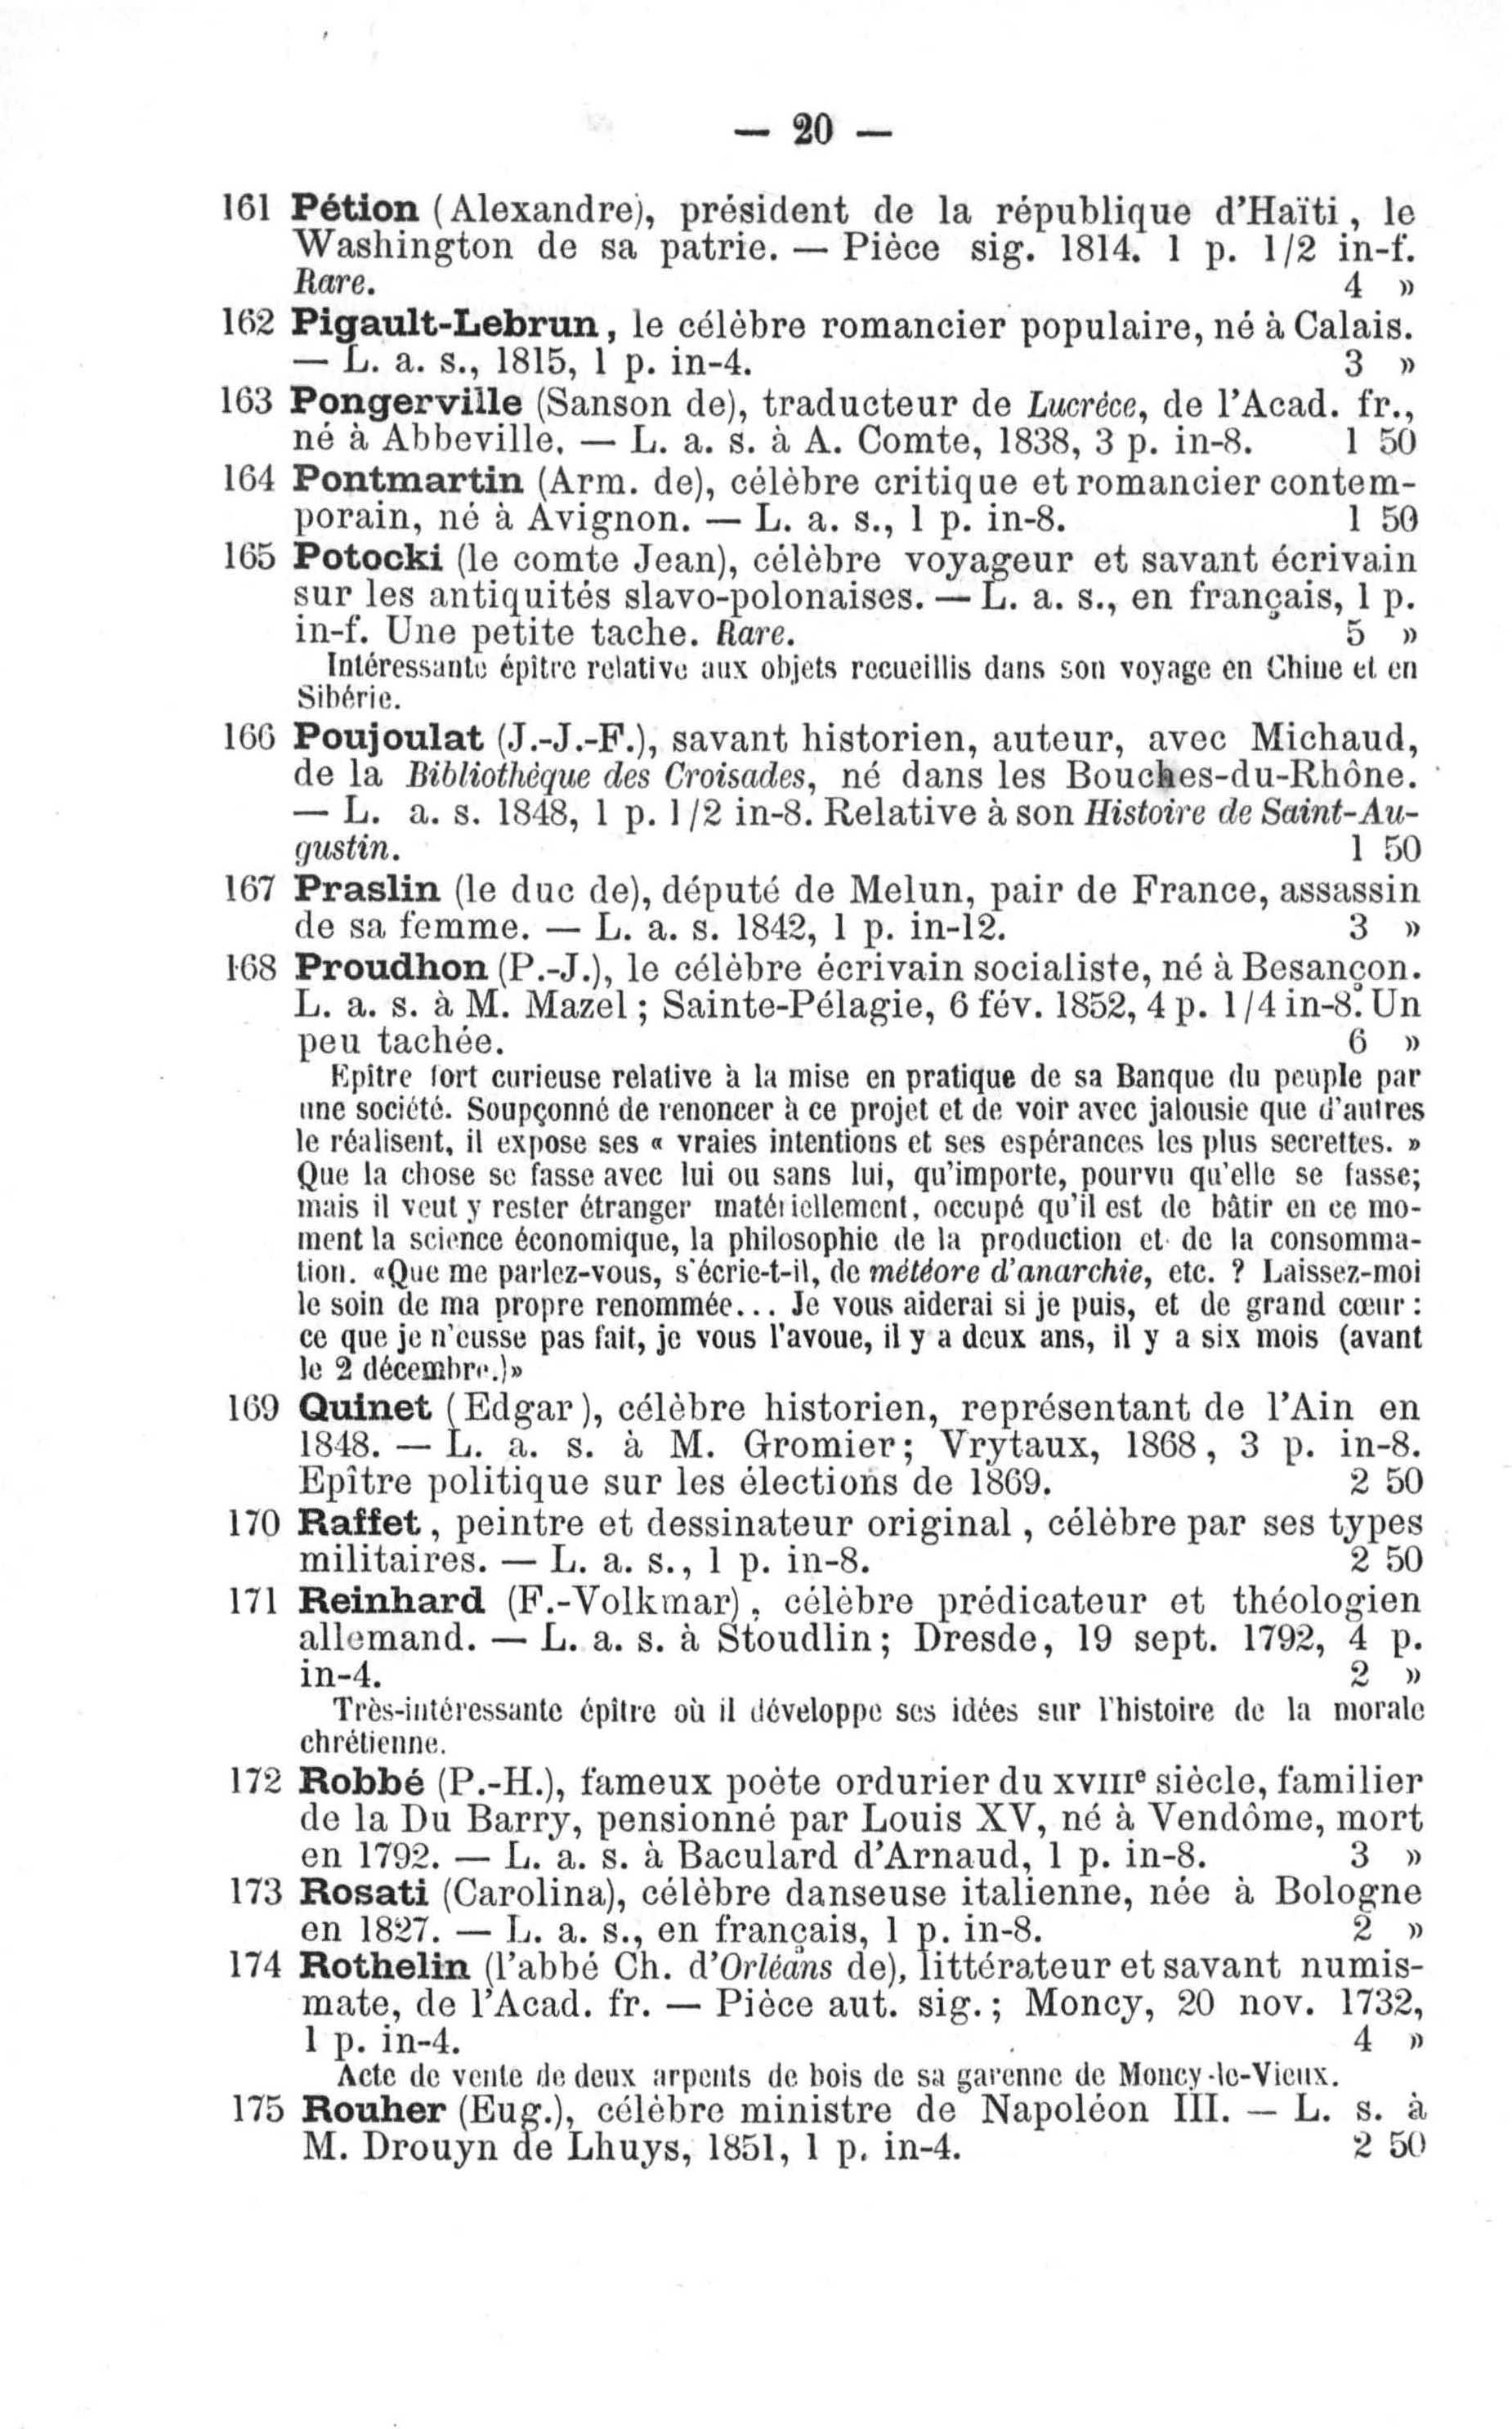 — 20 —
161 Pétion (Alexandre), président de la république d'Haïti, le
Washington de sa patrie. — Pièce sig. 1814. 1 p. 1/2 in-f.
Rare. 4 »
162 Pigault-Lebrun, le célèbre romancier populaire, né à Calais.
— L. a. s., 1815, 1 p. in-4. 3 »
163 Pongerville (Sanson de), traducteur de Lucrèce, de l'Acad. fr.,
né à Abbeville. — L. a. s. à A. Comte, 1838, 3 p. in-8. 1 50
164 Pontmartin (Arm. de), célèbre critique et romancier contem-
porain, né à Avignon. — L. a. s., 1 p. in-8. 1 50
165 Potocki (le comte Jean), célèbre voyageur et savant écrivain
sur les antiquités slavo-polonaises. — L. a. s., en français, 1 p.
in-f. Une petite tache. Rare. 5 »
Intéressante épître relative aux objets recueillis dans son voyage en Chine et en
Sibérie.
166 Poujoulat (J.-J.-F.), savant historien, auteur, avec Michaud,
de la Bibliothèque des Croisades, né dans les Bouches-du-Rhône.
— L. a. s. 1848, 1 p. 1/2 in-8. Relative à son Histoire de Saint-Au-
gustin. 1 50
167 Praslin (le duc de), député de Melun, pair de France, assassin
de sa femme. — L. a. s. 1842, 1 p. in-12. 3 »
168 Proudhon (P.-J.), le célèbre écrivain socialiste, né à Besançon.
L. a. s. à M. Mazel; Sainte-Pélagie, 6 fév. 1852, 4 p. 1/4 in-8. Un
peu tachée. 6 »
Epître fort curieuse relative à la mise en pratique de sa Banque du peuple par
une société. Soupçonné de renoncer à ce projet et de voir avec jalousie que d'autres
le réalisent, il expose ses « vraies intentions et ses espérances les plus secrettes. »
Que la chose se fasse avec lui ou sans lui, qu'importe, pourvu qu'elle se fasse;
mais il veut y rester étranger matériellement, occupé qu'il est de bâtir en ce mo-
ment la science économique, la philosophie de la production et de la consomma-
tion. «Que me parlez-vous, s'écrie-t-il, de météore d'anarchie, etc. ? Laissez-moi
le soin de ma propre renommée... Je vous aiderai si je puis, et de grand cœur :
ce que je n'eusse pas fait, je vous l'avoue, il y a deux ans, il y a six mois (avant
le 2 décembre.)»
169 Quinet (Edgar), célèbre historien, représentant de l'Ain en
1848. — L. a. s. à M. Gromier; Vrytaux, 1868, 3 p. in-8.
Epître politique sur les élections de 1869. 2 50
170 Raffet, peintre et dessinateur original, célèbre par ses types
militaires. — L. a. s., 1 p. in-8. 2 50
171 Reinhard (F.-Volkmar), célèbre prédicateur et théologien
allemand. — L. a. s. à Stoudlin; Dresde, 19 sept. 1792, 4 p.
in-4. 2 »
Très-intéressante épître où il développe ses idées sur l'histoire de la morale
chrétienne.
172 Robbé (P.-H.), fameux poète ordurier du XVIIIe siècle, familier
de la Du Barry, pensionné par Louis XV, né à Vendôme, mort
en 1792. — L. a. s. à Baculard d'Arnaud, 1 p. in-8. 3 »
173 Rosati (Carolina), célèbre danseuse italienne, née à Bologne
en 1827. — L. a. s., en français, 1 p. in-8. 2 »
174 Rothelin (l'abbé Ch. d'Orléans de), littérateur et savant numis-
mate, de l'Acad. fr. — Pièce aut. sig.; Moncy, 20 nov. 1732,
1 p. in-4. 4 »
Acte de vente de deux arpents de bois de sa garenne de Moncy-le-Vieux.
175 Rouher (Eug.), célèbre ministre de Napoléon III. — L. s. à
M. Drouyn de Lhuys, 1851, 1 p. in-4. 2 50